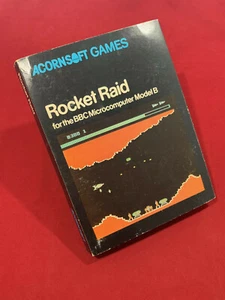 ACORNSOFT GAMES
Rocket Raid
for the BBC Microcomputer Model B